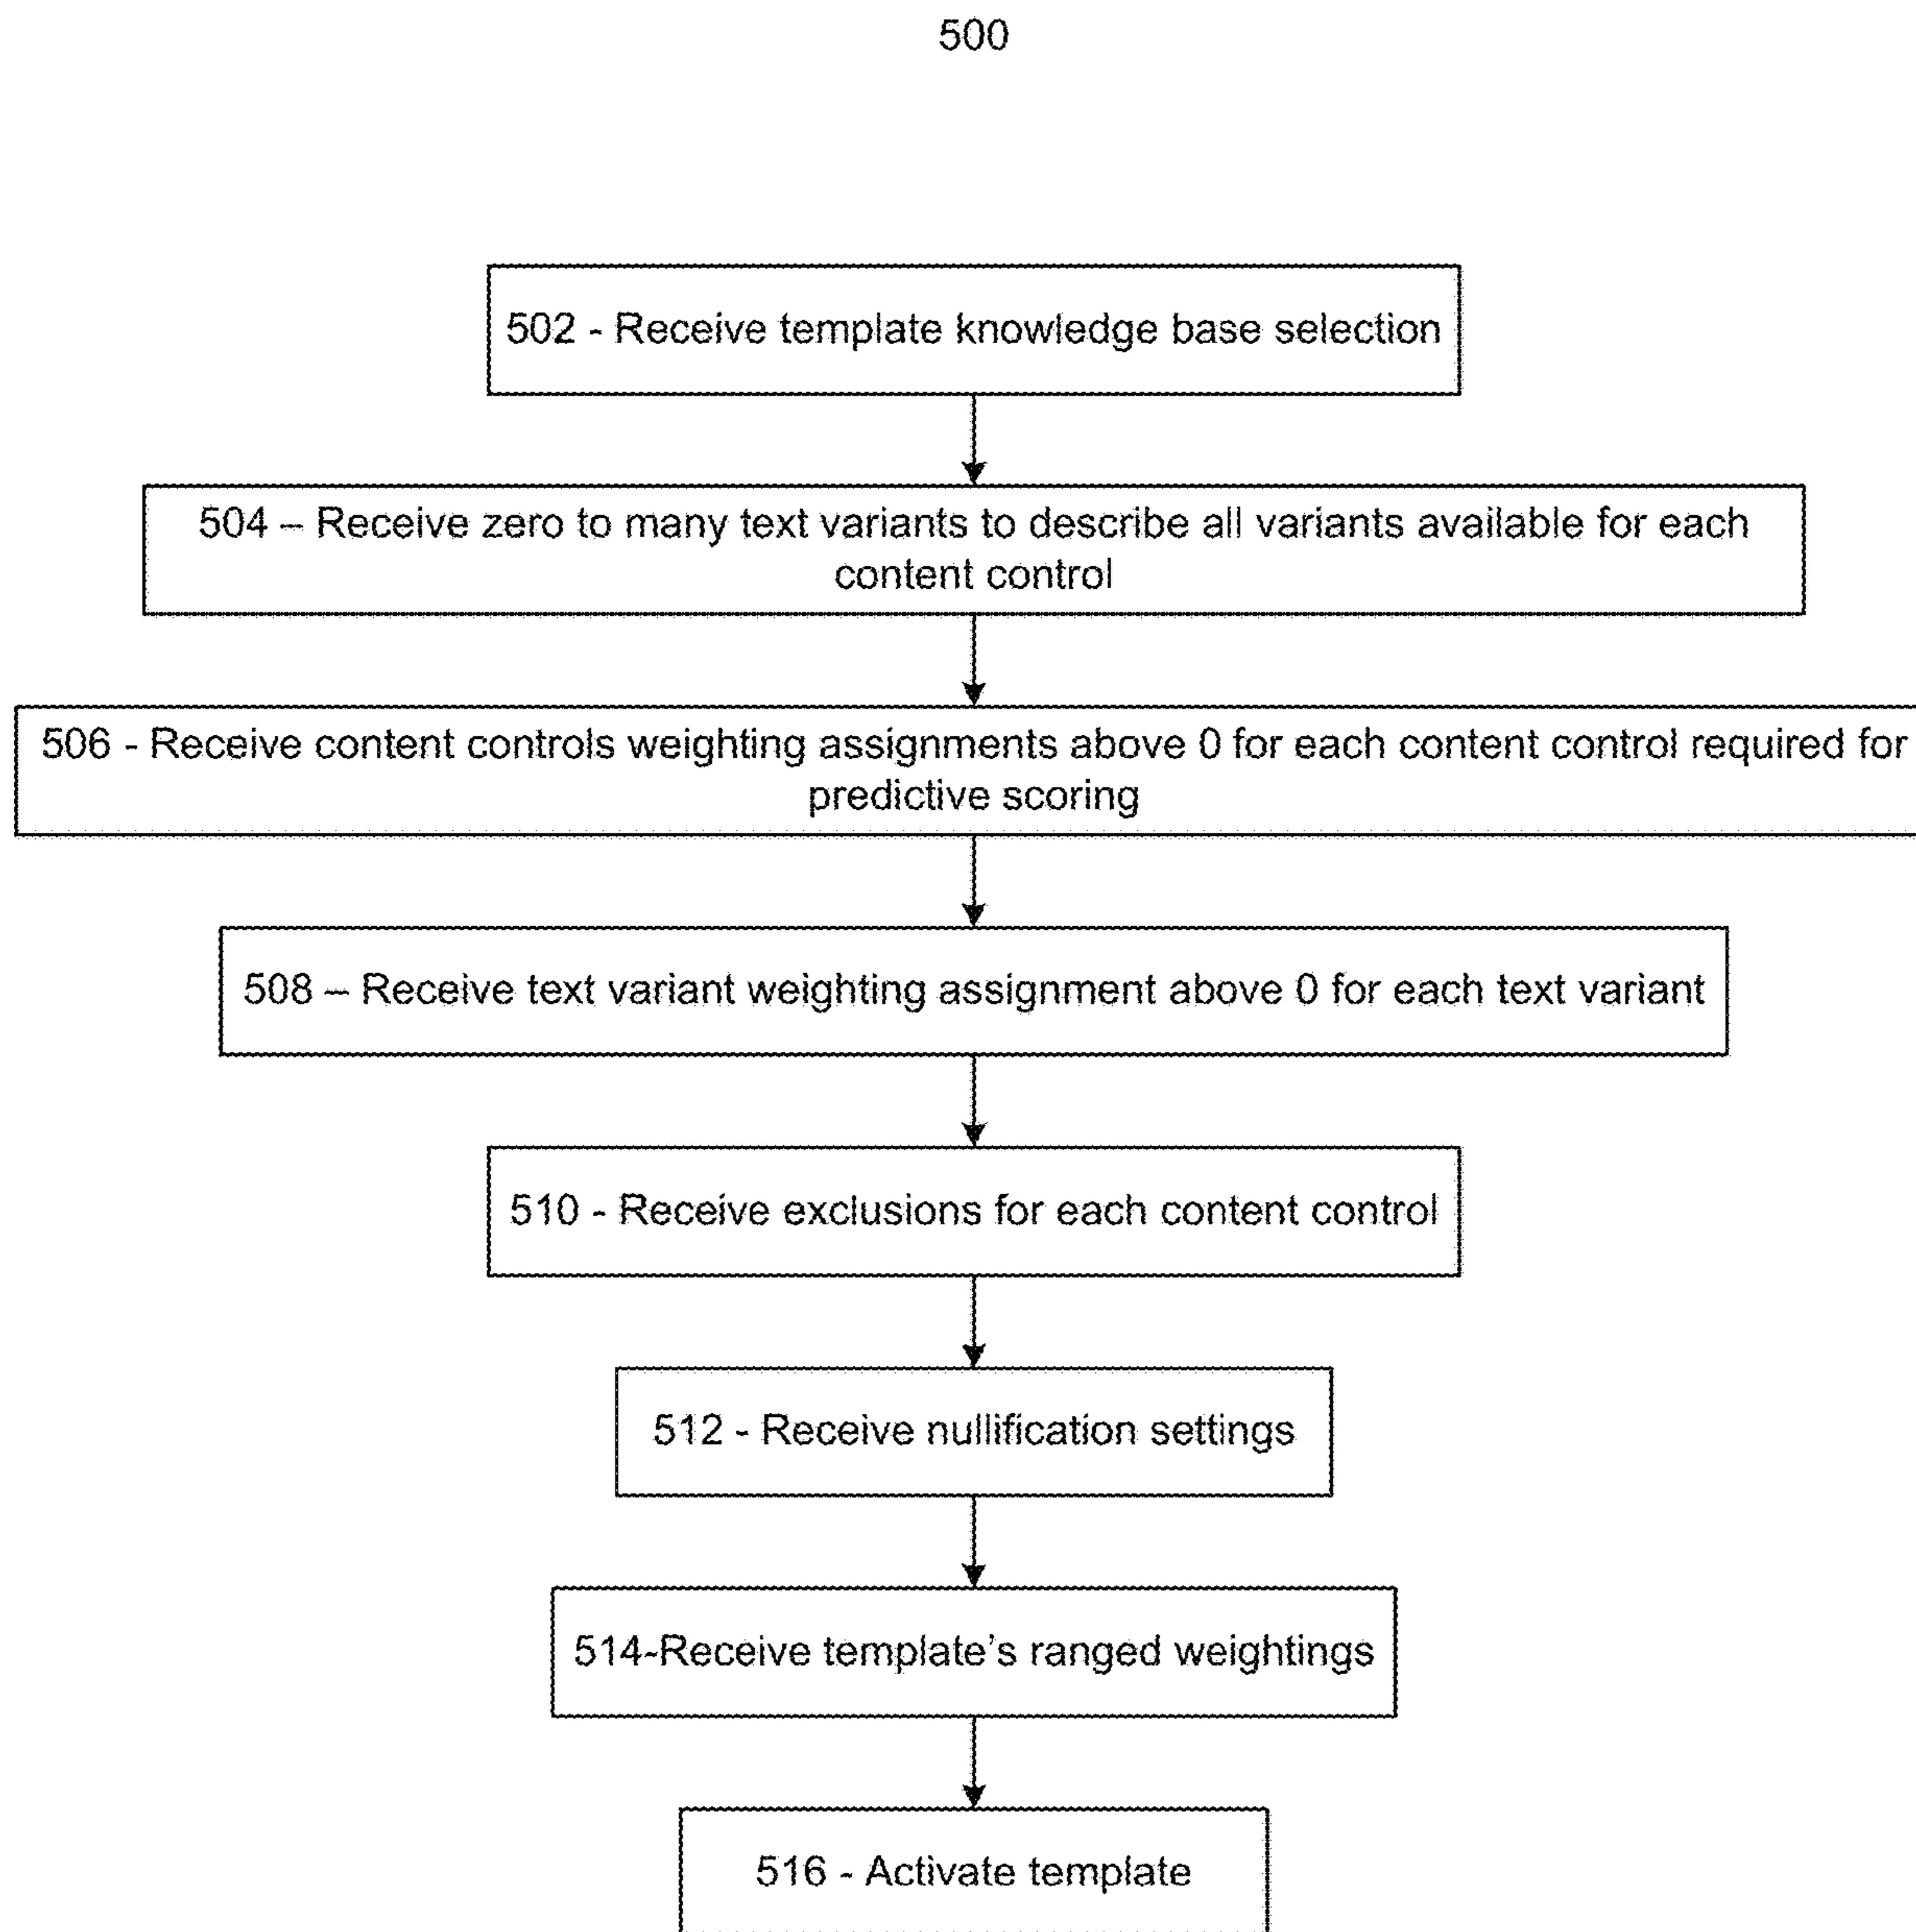 500
502 - Receive template knowledge base selection
504 – Receive zero to many text variants to describe all variants available for each
content control
506 - Receive content controls weighting assignments above 0 for each content control required for
predictive scoring
508 – Receive text variant weighting assignment above 0 for each text variant
510 - Receive exclusions for each content control
512 - Receive nullification settings
514-Receive template's ranged weightings
516 - Activate template